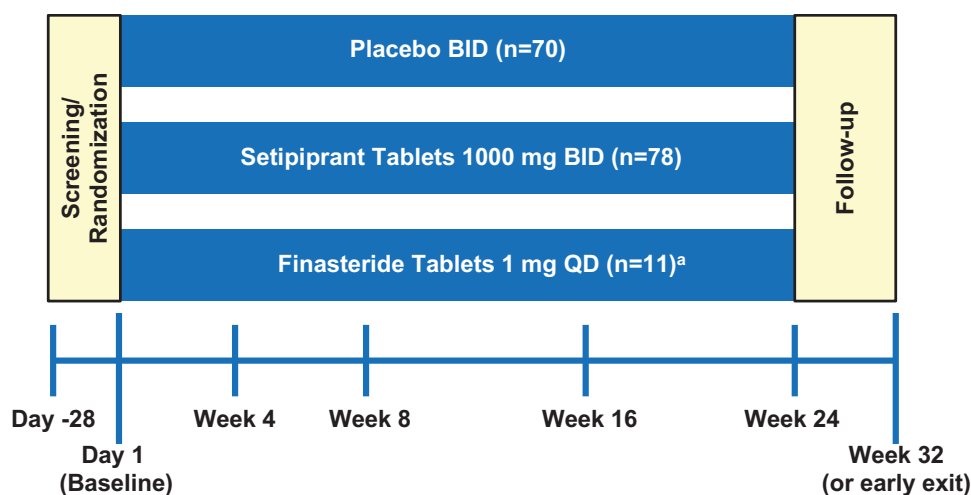 Screening/
Randomization
Placebo BID (n=70)
Setipiprant Tablets 1000 mg BID (n=78)
Finasteride Tablets 1 mg QD (n=11)ᵃ
Follow-up
Day -28
Day 1
(Baseline)
Week 4
Week 8
Week 16
Week 24
Week 32
(or early exit)